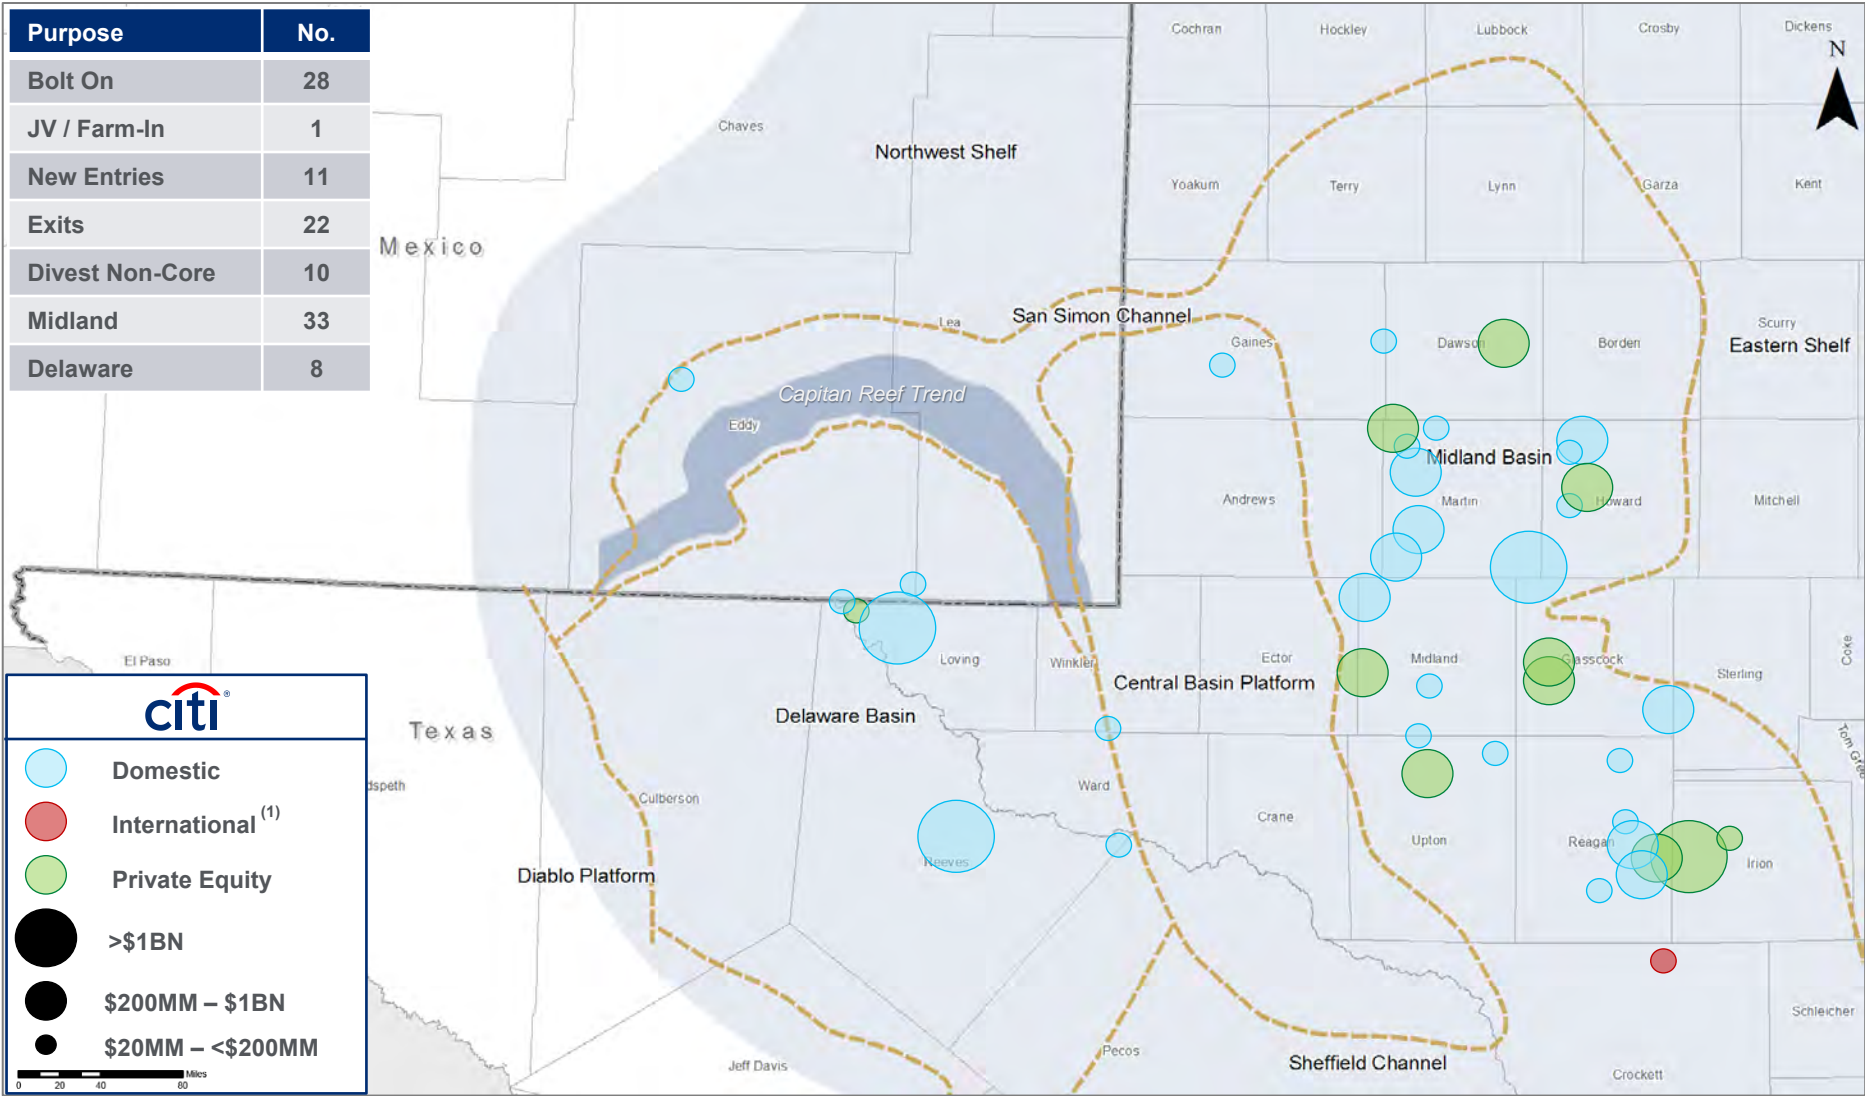 Purpose No.
Bolt On 28
JV / Farm-In 1
New Entries 11
Exits 22
Divest Non-Core 10
Midland 33
Delaware 8
Cochran Hockley Lubbock Crosby Dickens
N
Chaves
Northwest Shelf
Yoakum Terry Lynn Garza Kent
Mexico
Lea
San Simon Channel
Gaines Dawson Borden Scurry
Eastern Shelf
Capitan Reef Trend
Eddy
Midland Basin
Andrews Martin Howard Mitchell
El Paso
Loving Winkler Ector Midland Glasscock Sterling Coke
Central Basin Platform
Delaware Basin
Texas
Tom Gree
dspeth
Culberson Ward Crane
Upton Reagan Irion
Reeves
Diablo Platform
Schleicher
Jeff Davis Pecos
Sheffield Channel
Crockett
citi®
Domestic
International (1)
Private Equity
>$1BN
$200MM – $1BN
$20MM – <$200MM
Miles
0 20 40 80